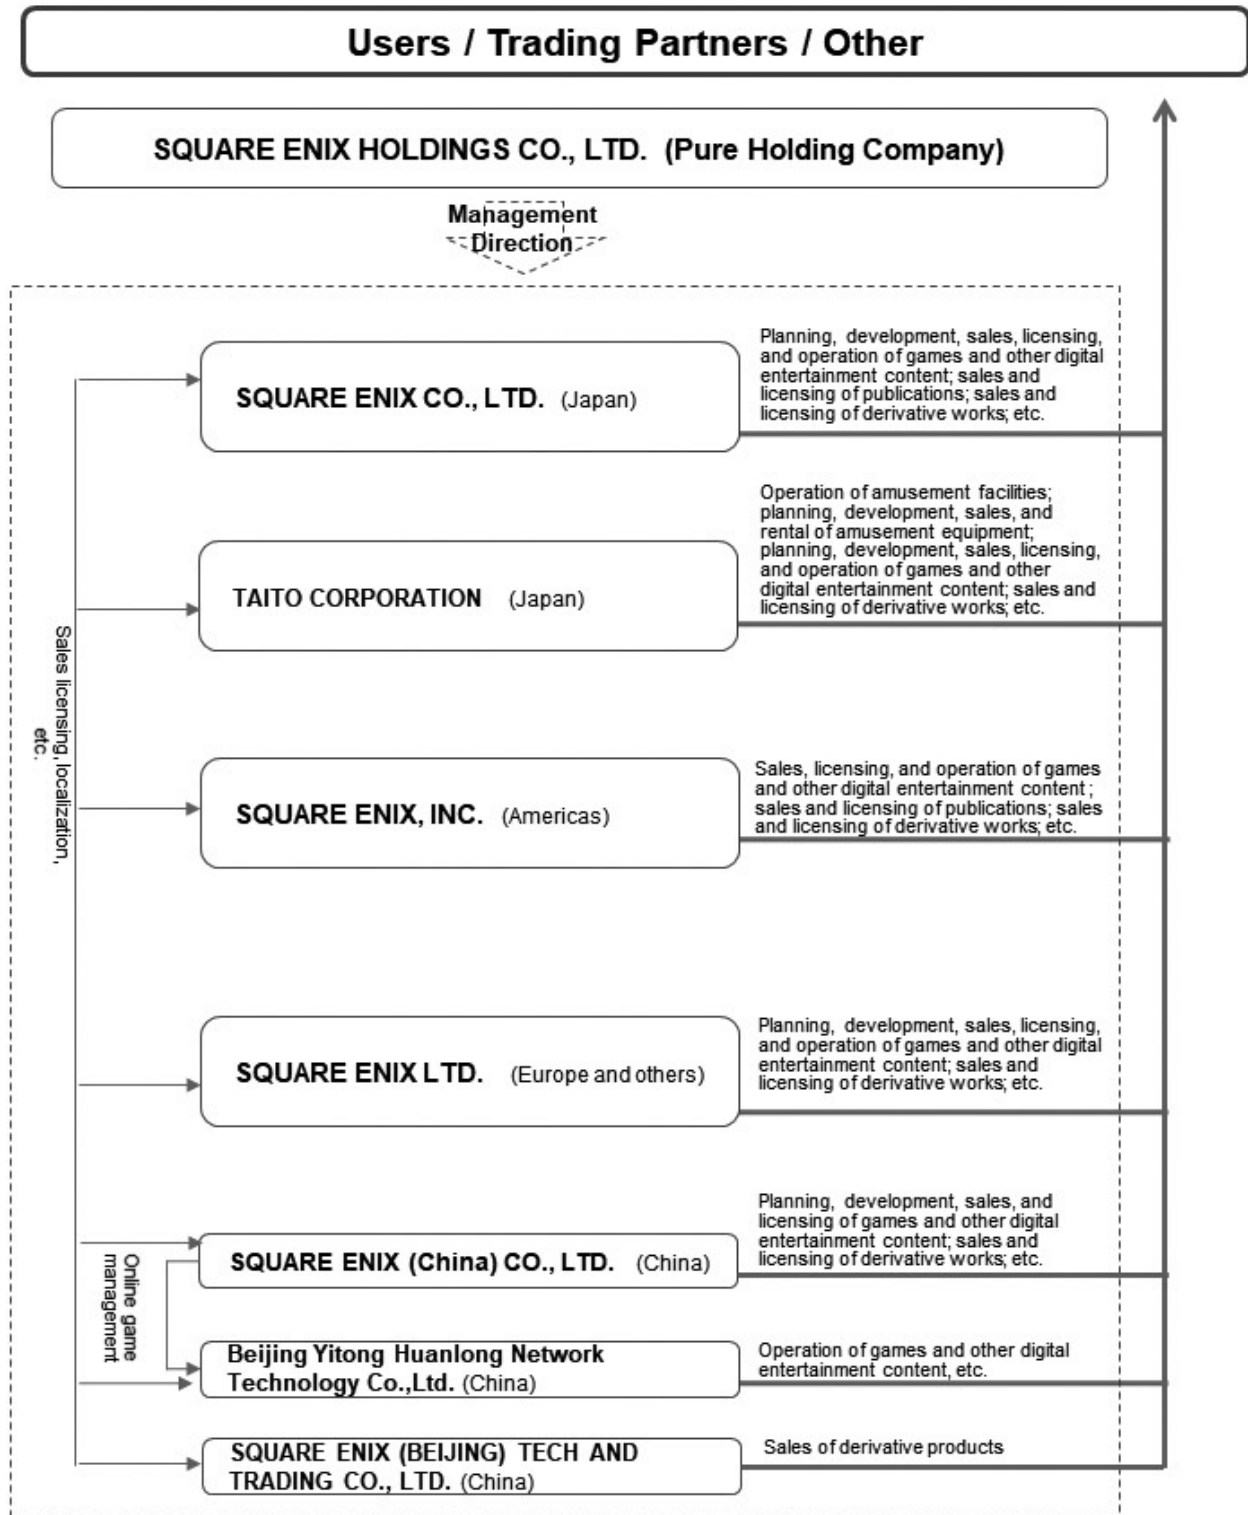 Users / Trading Partners / Other
SQUARE ENIX HOLDINGS CO., LTD. (Pure Holding Company)
Management
Direction
Planning, development, sales, licensing,
and operation of games and other digital
entertainment content; sales and
licensing of publications; sales and
licensing of derivative works; etc.
SQUARE ENIX CO., LTD. (Japan)
Operation of amusement facilities;
planning, development, sales, and
rental of amusement equipment;
planning, development, sales, licensing,
and operation of games and other
digital entertainment content; sales and
licensing of derivative works; etc.
TAITO CORPORATION (Japan)
Sales licensing, localization,
etc.
Sales, licensing, and operation of games
and other digital entertainment content;
sales and licensing of publications; sales
and licensing of derivative works; etc.
SQUARE ENIX, INC. (Americas)
Planning, development, sales, licensing,
and operation of games and other digital
entertainment content; sales and
licensing of derivative works; etc.
SQUARE ENIX LTD. (Europe and others)
Planning, development, sales, and
licensing of games and other digital
entertainment content; sales and
licensing of derivative works; etc.
SQUARE ENIX (China) CO., LTD. (China)
Online game
management
Beijing Yitong Huanlong Network
Technology Co.,Ltd. (China)
Operation of games and other digital
entertainment content, etc.
SQUARE ENIX (BEIJING) TECH AND
TRADING CO., LTD. (China)
Sales of derivative products